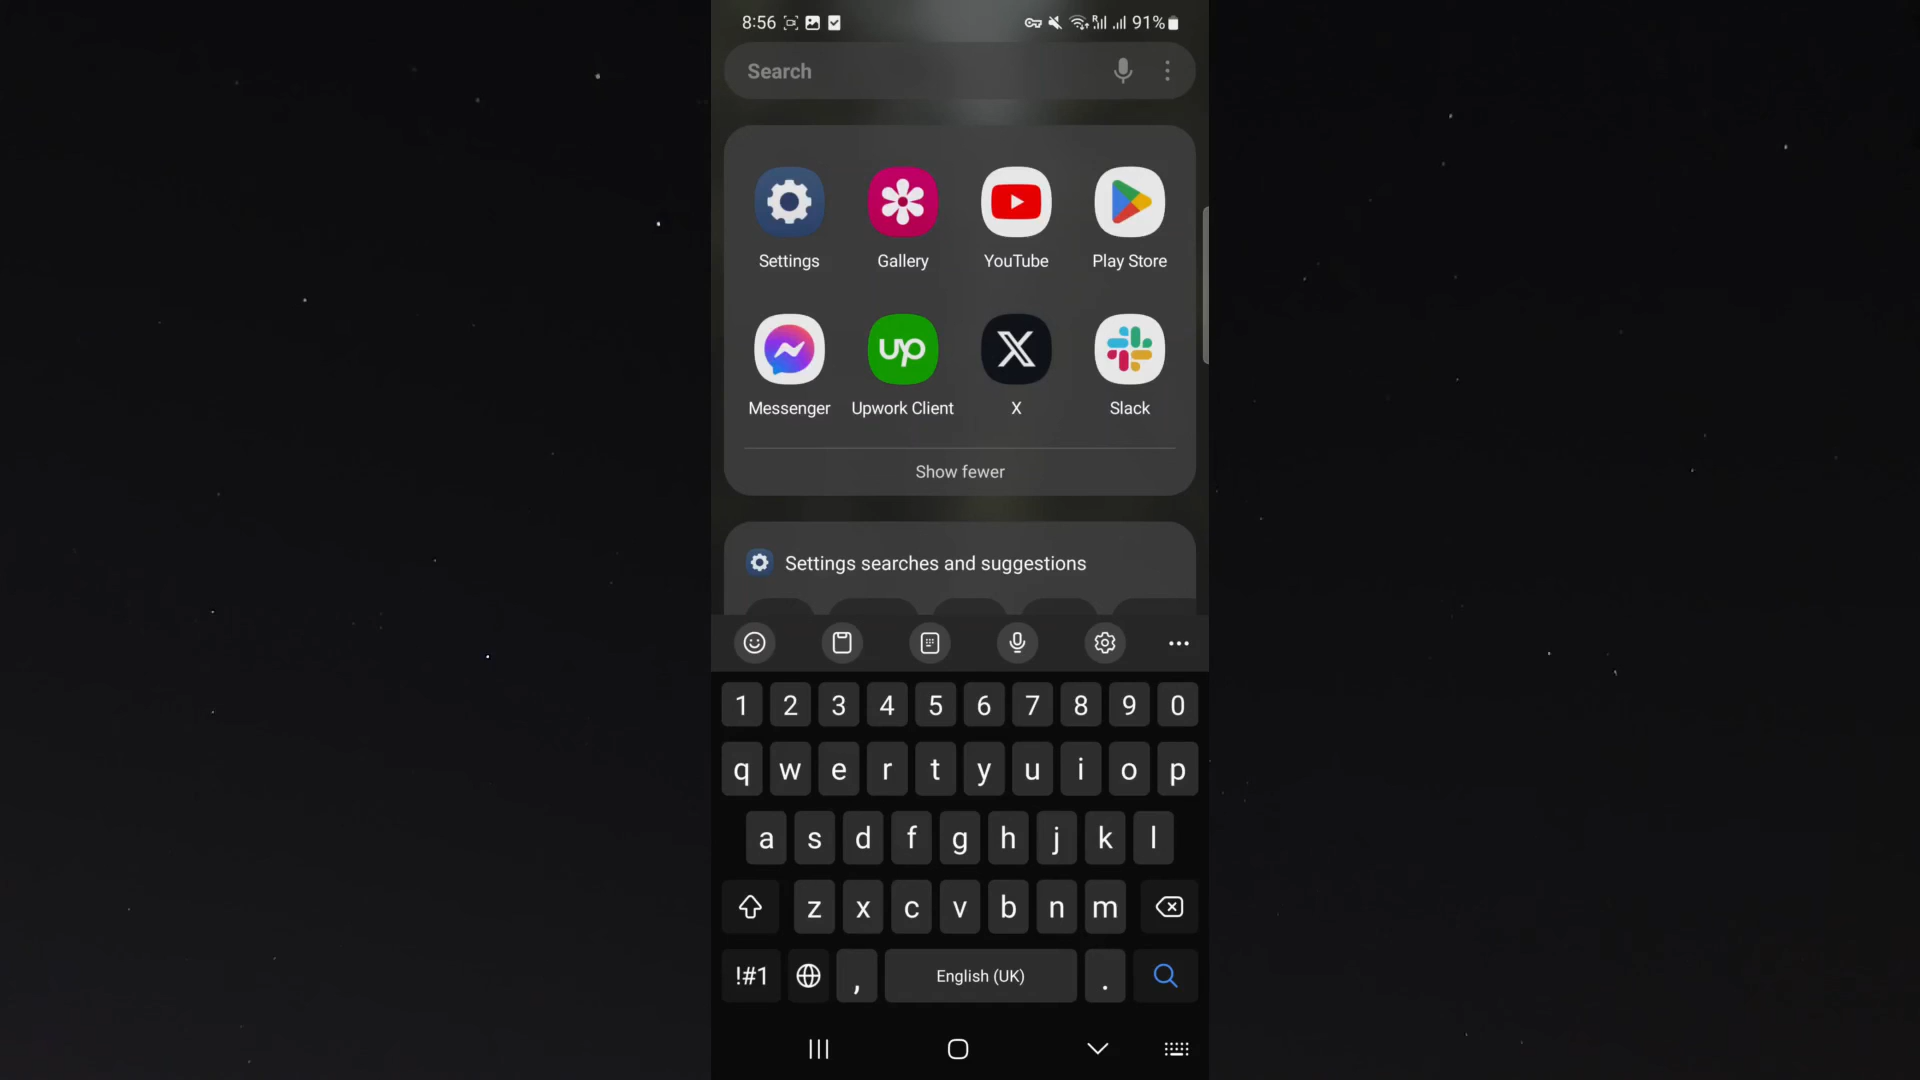 8:56 91%
Search
Settings Gallery YouTube Play Store
up
Messenger Upwork Client X Slack
Show fewer
Settings searches and suggestions
1 2 3 4 5 6 7 8 9 0
q w e r t y u i o p
a s d f g h j k l
z x c v b n m
!#1 , English (UK) .